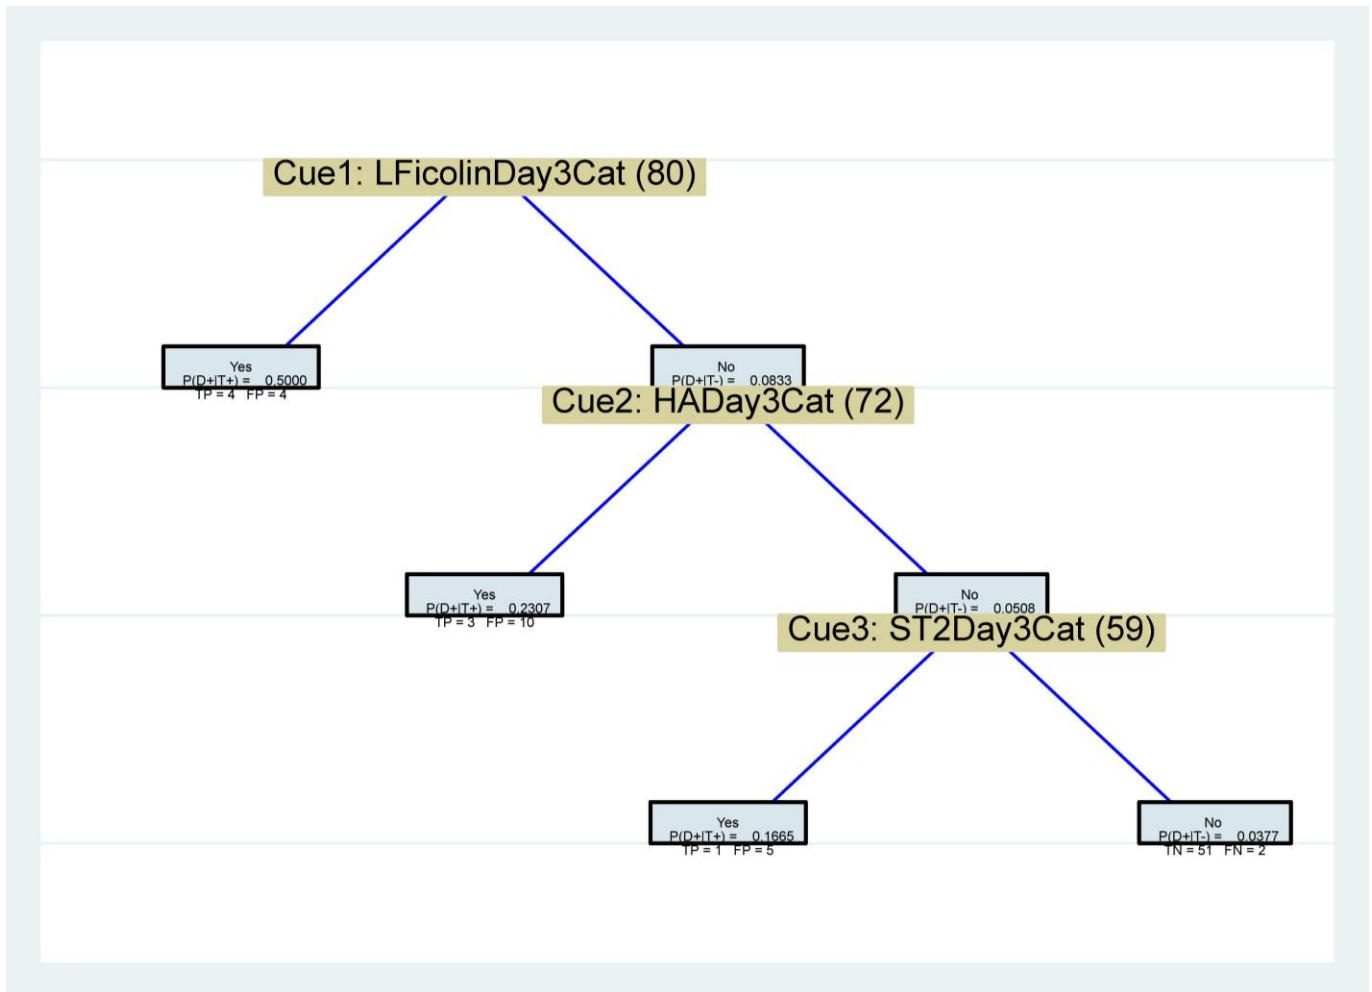 Cue1: LFicolinDay3Cat (80)
Yes
P(D+|T+) = 0.5000
TP = 4 FP = 4
No
P(D+|T-) = 0.0833
Cue2: HADay3Cat (72)
Yes
P(D+|T+) = 0.2307
TP = 3 FP = 10
No
P(D+|T-) = 0.0508
Cue3: ST2Day3Cat (59)
Yes
P(D+|T+) = 0.1665
TP = 1 FP = 5
No
P(D+|T-) = 0.0377
TN = 51 FN = 2